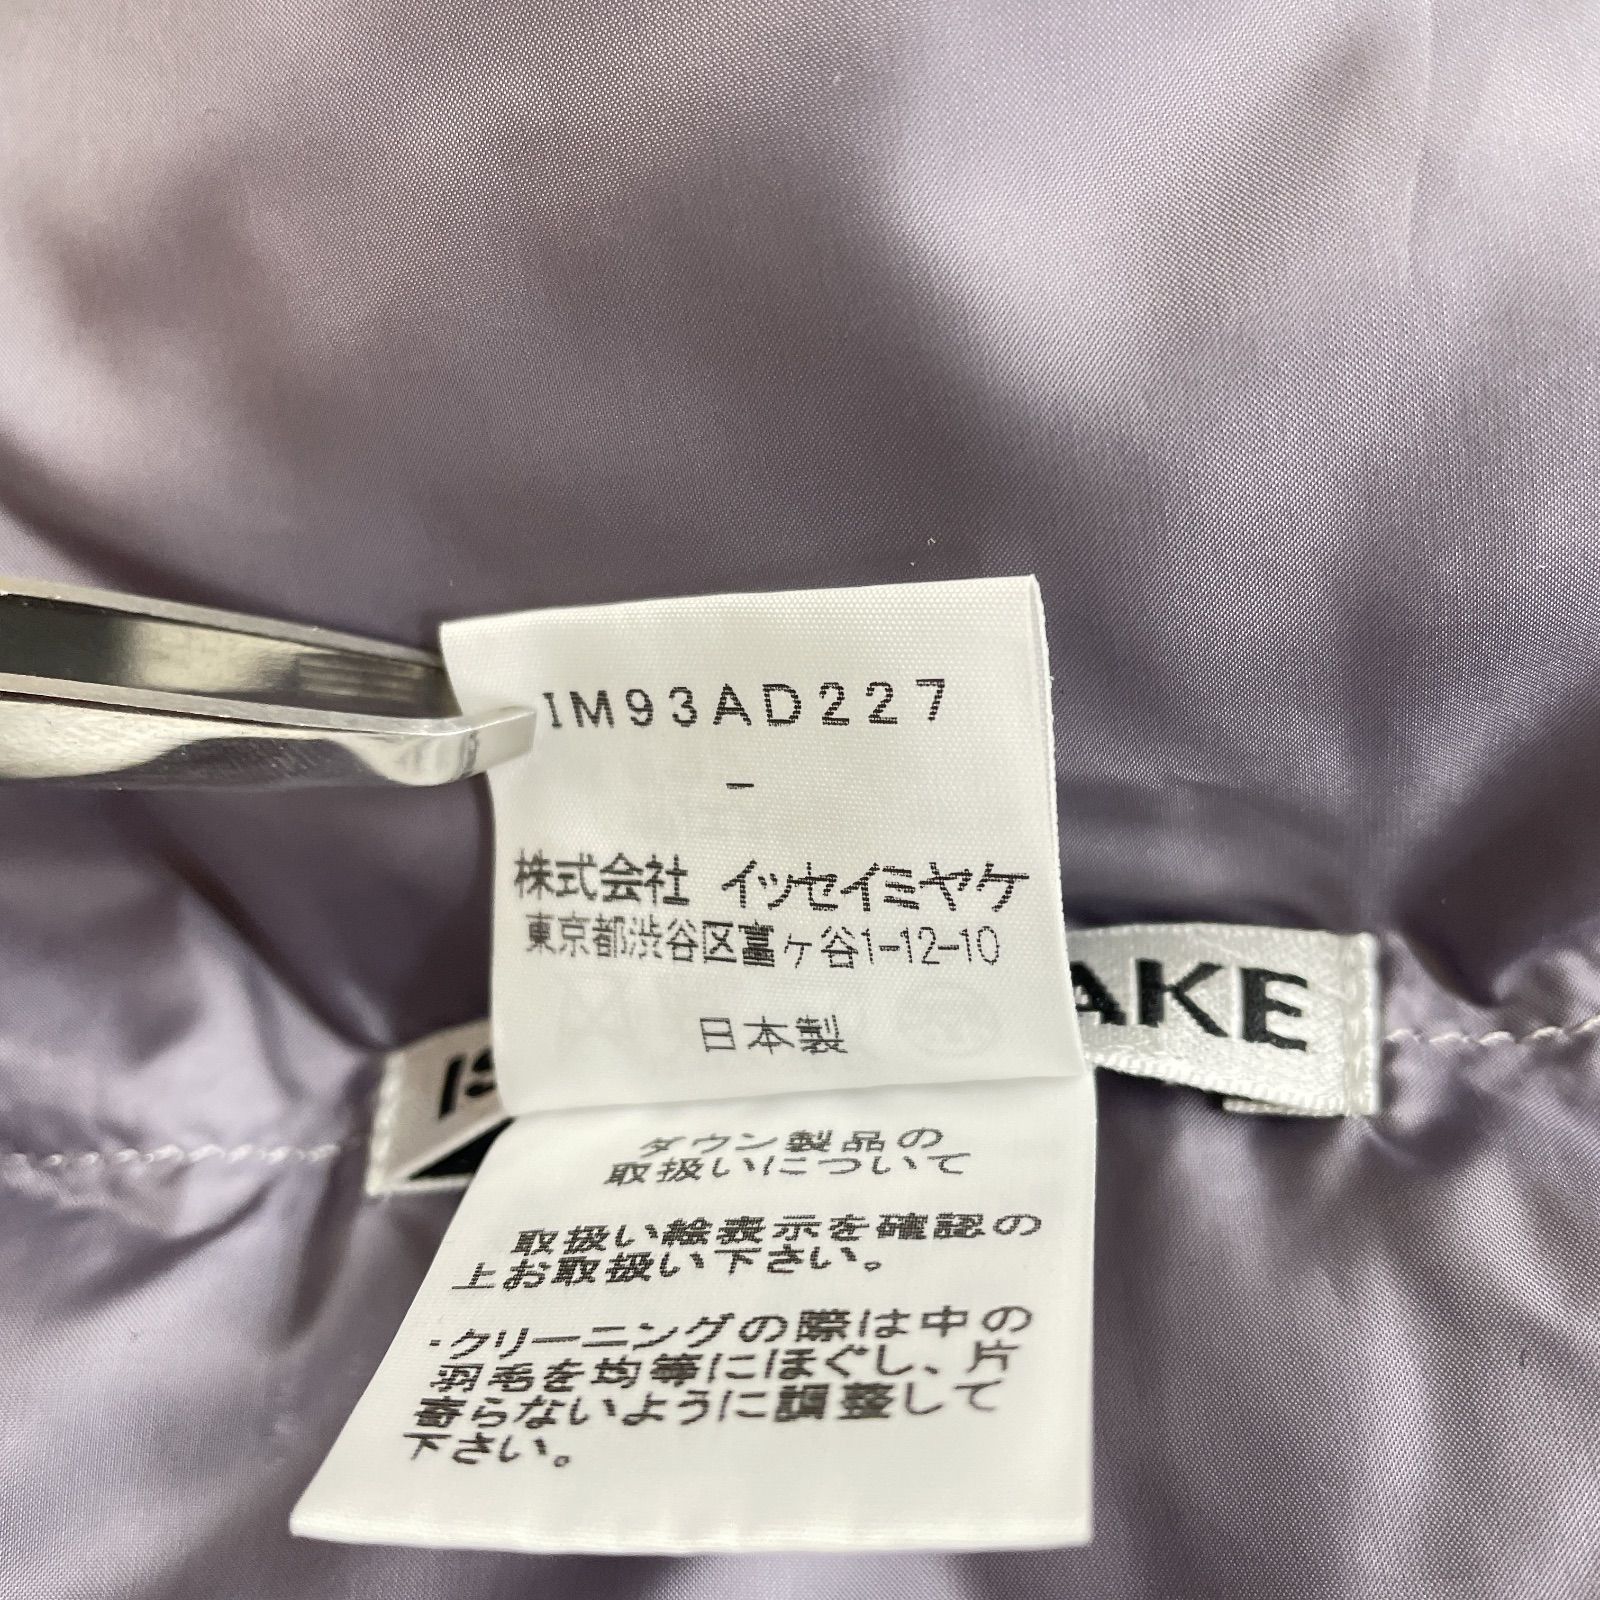 IM93AD227
-
株式会社 イッセイミヤケ
東京都渋谷区富ヶ谷1-12-10
日本製
IS
AKE
ダウン製品の
取扱いについて
取扱い絵表示を確認の
上お取扱い下さい。
・クリーニングの際は中の
羽毛を均等にほぐし、片
寄らないように調整して
下さい。